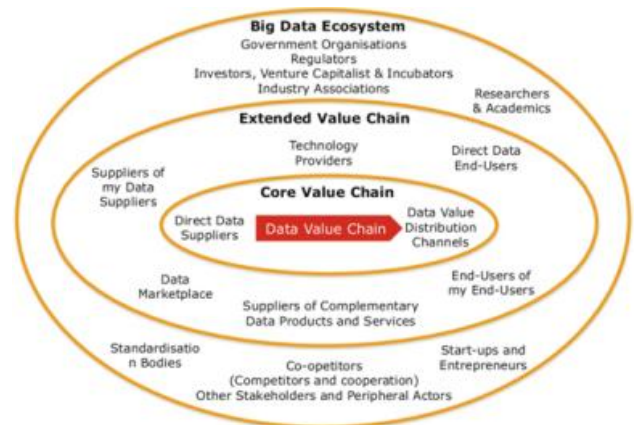 Big Data Ecosystem
Government Organisations
Regulators
Investors, Venture Capitalist & Incubators
Industry Associations
Researchers
& Academics
Extended Value Chain
Technology
Providers
Direct Data
End-Users
Suppliers of
my Data
Suppliers
Core Value Chain
Direct Data
Suppliers
Data Value Chain
Data Value
Distribution
Channels
Data
Marketplace
Suppliers of Complementary
Data Products and Services
End-Users of
my End-Users
Standardisatio
n Bodies
Co-opetitors
(Competitors and cooperation)
Other Stakeholders and Peripheral Actors
Start-ups and
Entrepreneurs